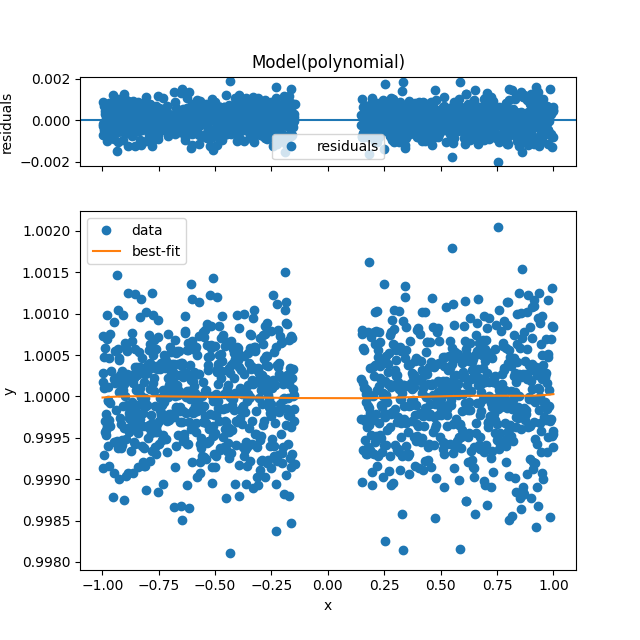 Model(polynomial)
0.002
0.000
−0.002
residuals
residuals
data
best-fit
1.0020
1.0015
1.0010
1.0005
1.0000
0.9995
0.9990
0.9985
0.9980
y
−1.00 −0.75 −0.50 −0.25 0.00 0.25 0.50 0.75 1.00
x